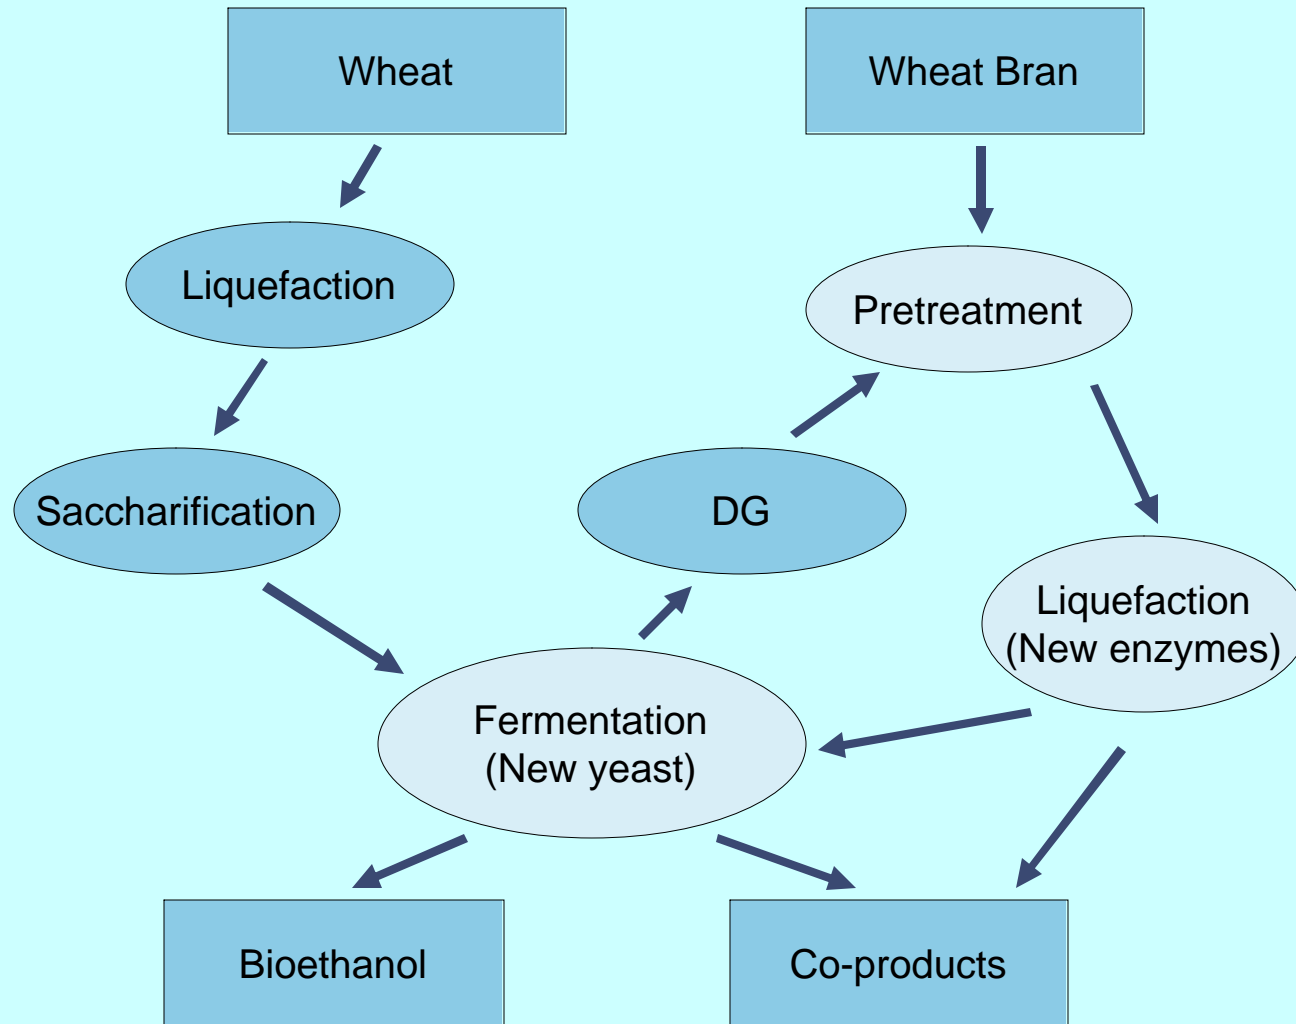 Wheat
Wheat Bran
Liquefaction
Pretreatment
Saccharification
DG
Liquefaction
(New enzymes)
Fermentation
(New yeast)
Bioethanol
Co-products